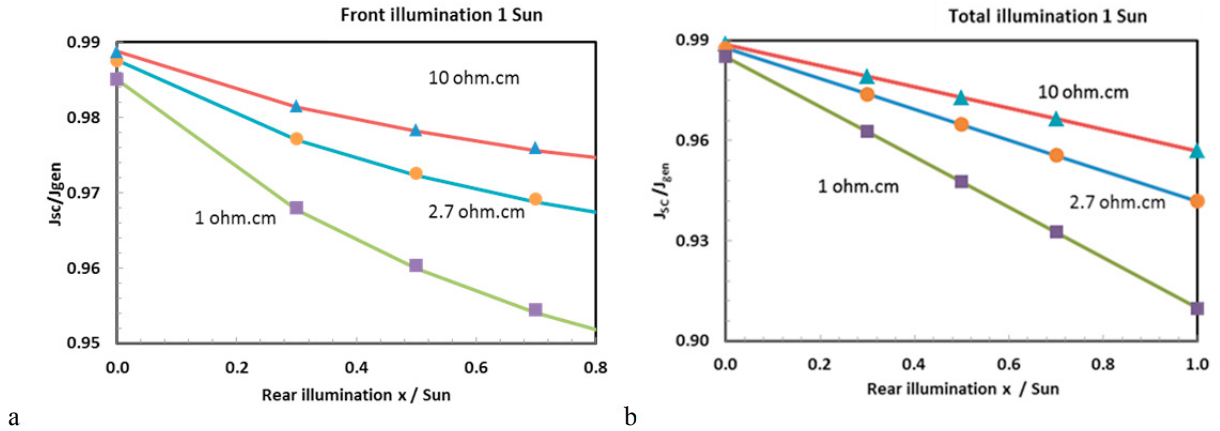 Front illumination 1 Sun
0.99
0.98
0.97
0.96
0.95
Jsc/Jgen
10 ohm.cm
2.7 ohm.cm
1 ohm.cm
0.0 0.2 0.4 0.6 0.8
Rear illumination x / Sun
a
Total illumination 1 Sun
0.99
0.96
0.93
0.90
Jsc/Jgen
10 ohm.cm
1 ohm.cm
2.7 ohm.cm
0.0 0.2 0.4 0.6 0.8 1.0
Rear illumination x / Sun
b